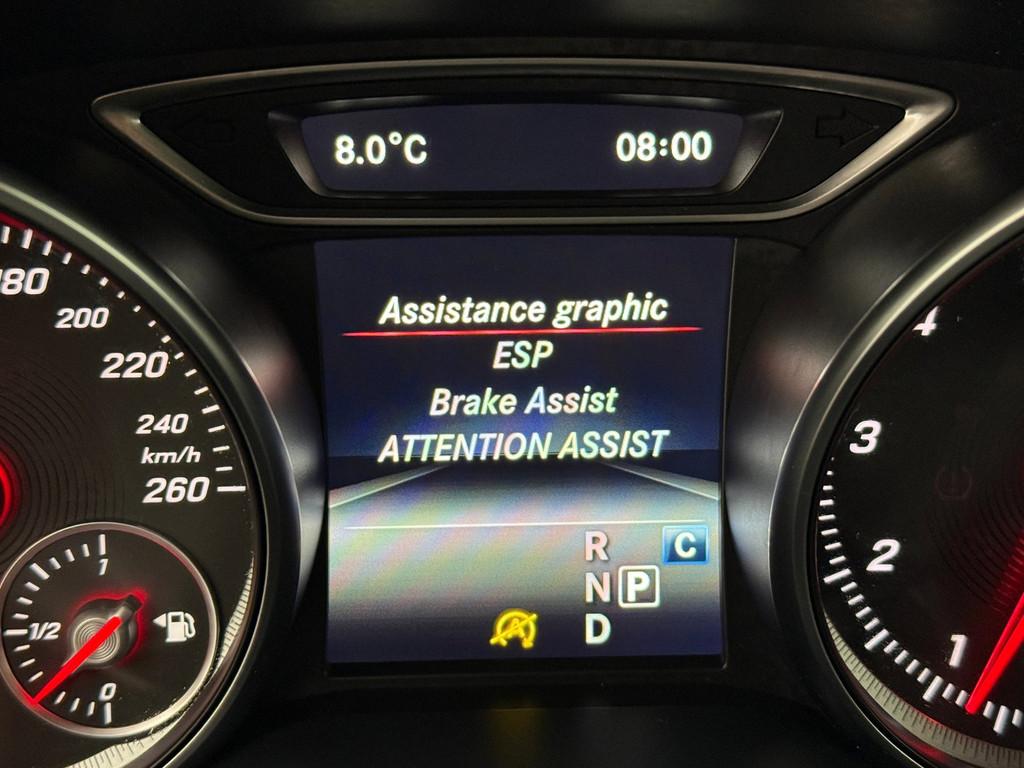 8.0°C 08:00
Assistance graphic
ESP
Brake Assist
ATTENTION ASSIST
R C
N P
D
A
200
220
240
km/h
260
1
1/2
0
4
3
2
1